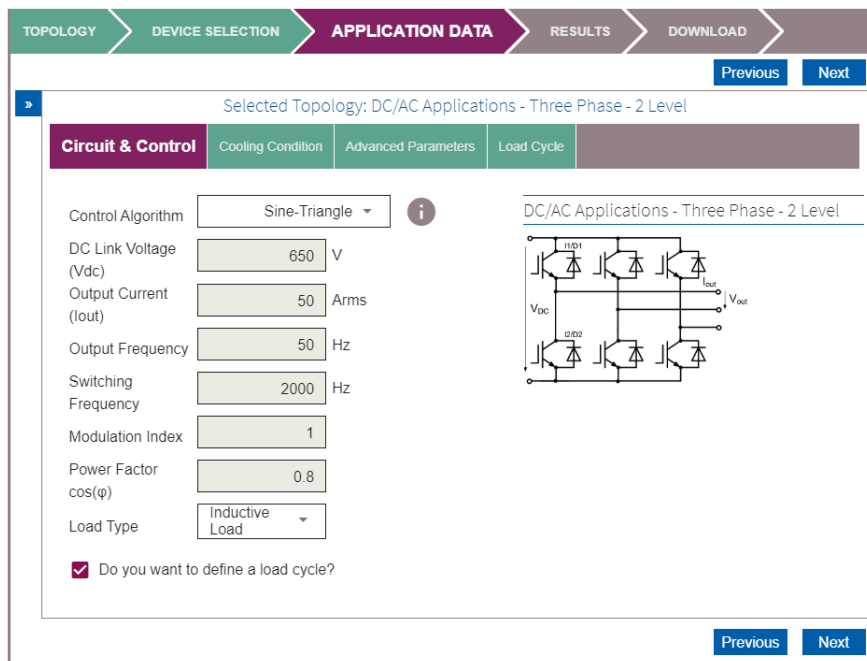 TOPOLOGY DEVICE SELECTION APPLICATION DATA RESULTS DOWNLOAD
Previous Next
»
Selected Topology: DC/AC Applications - Three Phase - 2 Level
Circuit & Control Cooling Condition Advanced Parameters Load Cycle
Control Algorithm Sine-Triangle i
DC Link Voltage
(Vdc) 650 V
Output Current
(Iout) 50 Arms
Output Frequency 50 Hz
Switching
Frequency 2000 Hz
Modulation Index 1
Power Factor
cos(φ) 0.8
Load Type Inductive
Load
Do you want to define a load cycle?
DC/AC Applications - Three Phase - 2 Level
I1/D1
Iout
VDC Vout
I2/D2
Previous Next